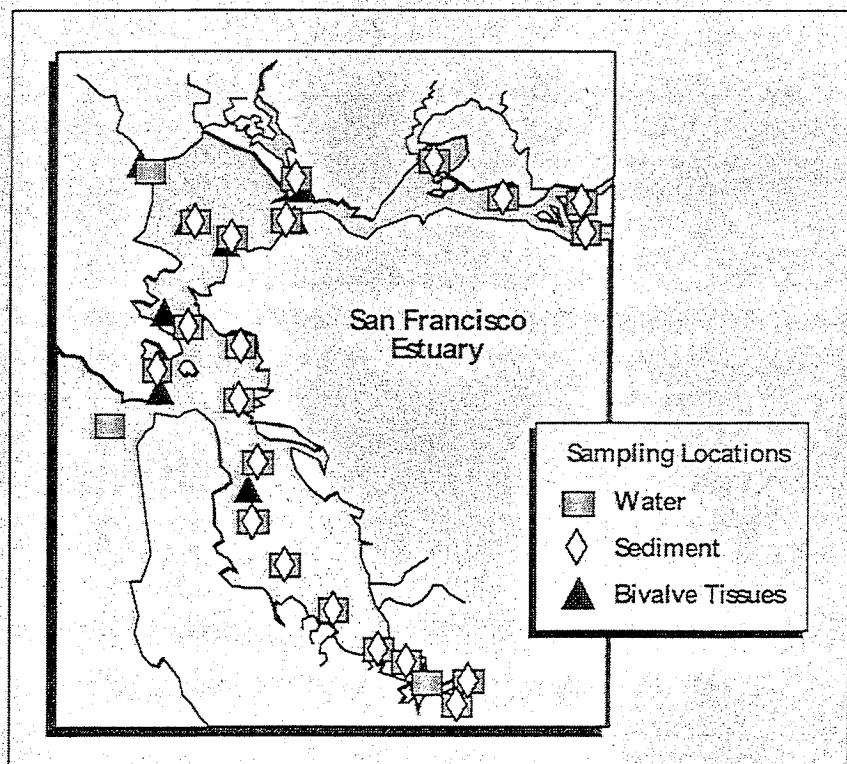 San Francisco
Estuary
Sampling Locations
Water
Sediment
Bivalve Tissues